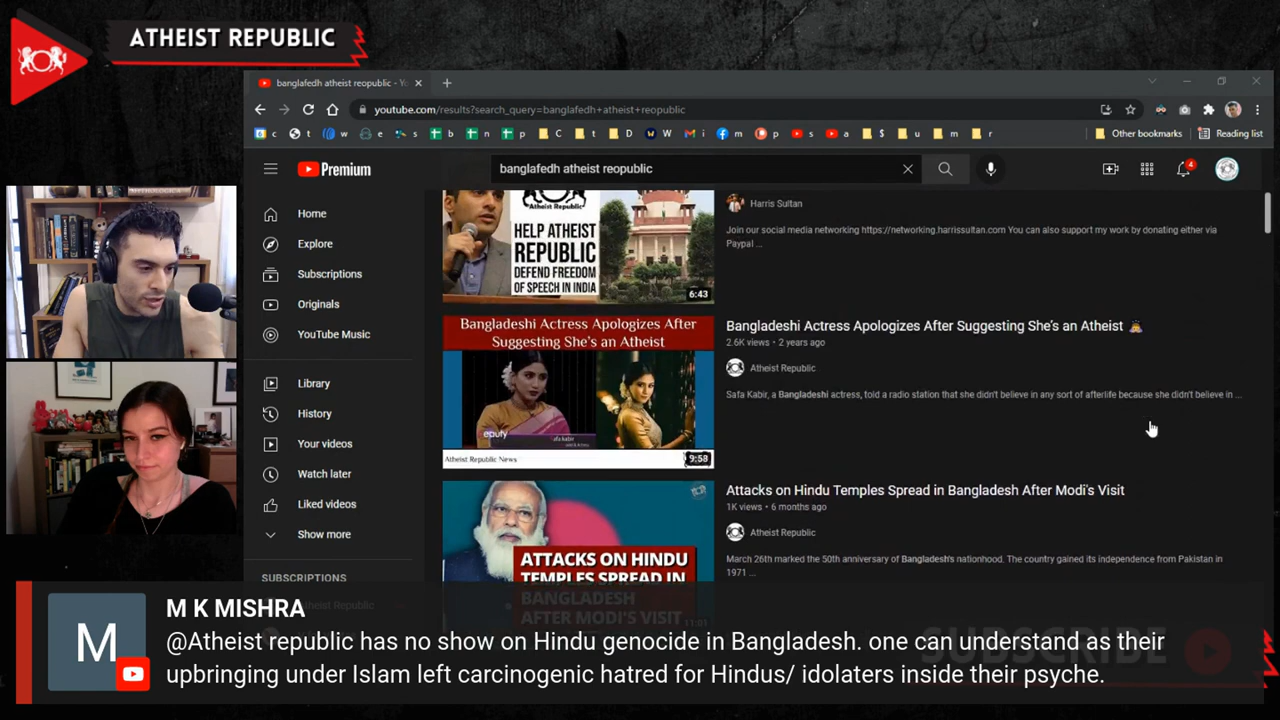 ATHEIST REPUBLIC
banglafedh atheist reopublic - Yo
youtube.com/results?search_query=banglafedh+atheist+reopublic
c t w e s b n p C t D W M i m p s a $ u m r Other bookmarks Reading list
Premium
banglafedh atheist reopublic
4
Home
Explore
Subscriptions
Originals
YouTube Music
Library
History
Your videos
Watch later
Liked videos
Show more
SUBSCRIPTIONS
Atheist Republic
Atheist Republic
HELP ATHEIST
REPUBLIC
DEFEND FREEDOM
OF SPEECH IN INDIA
6:43
Harris Sultan
Join our social media networking https://networking.harrissultan.com You can also support my work by donating either via
Paypal ...
Bangladeshi Actress Apologizes After
Suggesting She's an Atheist
Atheist Republic News
9:58
Bangladeshi Actress Apologizes After Suggesting She's an Atheist 🙇
2.6K views • 2 years ago
Atheist Republic
Safa Kabir, a Bangladeshi actress, told a radio station that she didn't believe in any sort of afterlife because she didn't believe in ...
ATTACKS ON HINDU
TEMPLES SPREAD IN
BANGLADESH
AFTER MODI'S VISIT
11:01
Attacks on Hindu Temples Spread in Bangladesh After Modi's Visit
1K views • 6 months ago
Atheist Republic
March 26th marked the 50th anniversary of Bangladesh's nationhood. The country gained its independence from Pakistan in
1971 ...
SUBSCRIBE
M
M K MISHRA
@Atheist republic has no show on Hindu genocide in Bangladesh. one can understand as their
upbringing under Islam left carcinogenic hatred for Hindus/ idolaters inside their psyche.